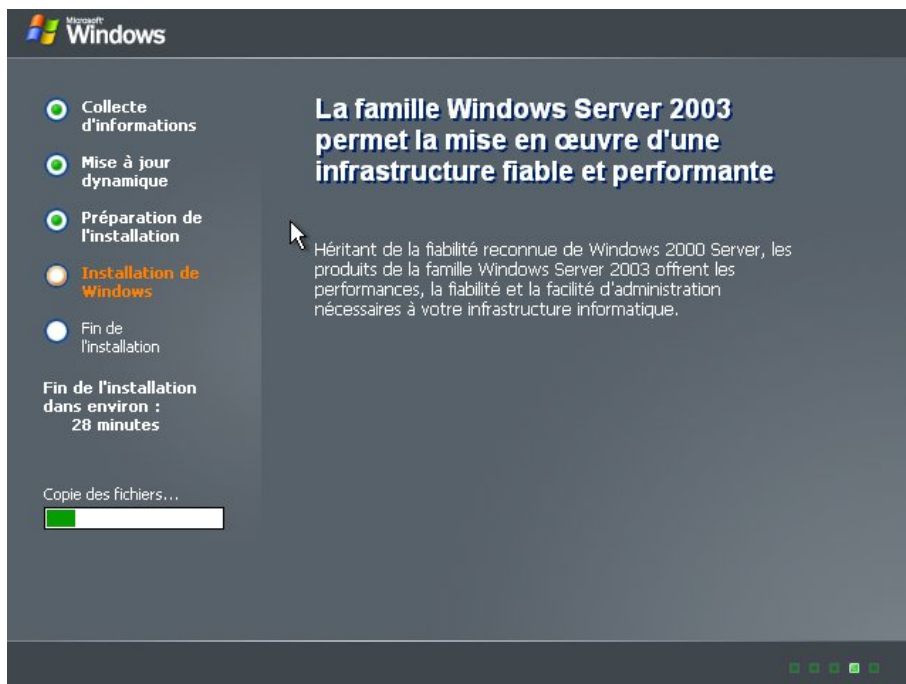 Microsoft
Windows
Collecte
d'informations
Mise à jour
dynamique
Préparation de
l'installation
Installation de
Windows
Fin de
l'installation
Fin de l'installation
dans environ :
28 minutes
Copie des fichiers...
La famille Windows Server 2003
permet la mise en œuvre d'une
infrastructure fiable et performante
Héritant de la fiabilité reconnue de Windows 2000 Server, les
produits de la famille Windows Server 2003 offrent les
performances, la fiabilité et la facilité d'administration
nécessaires à votre infrastructure informatique.